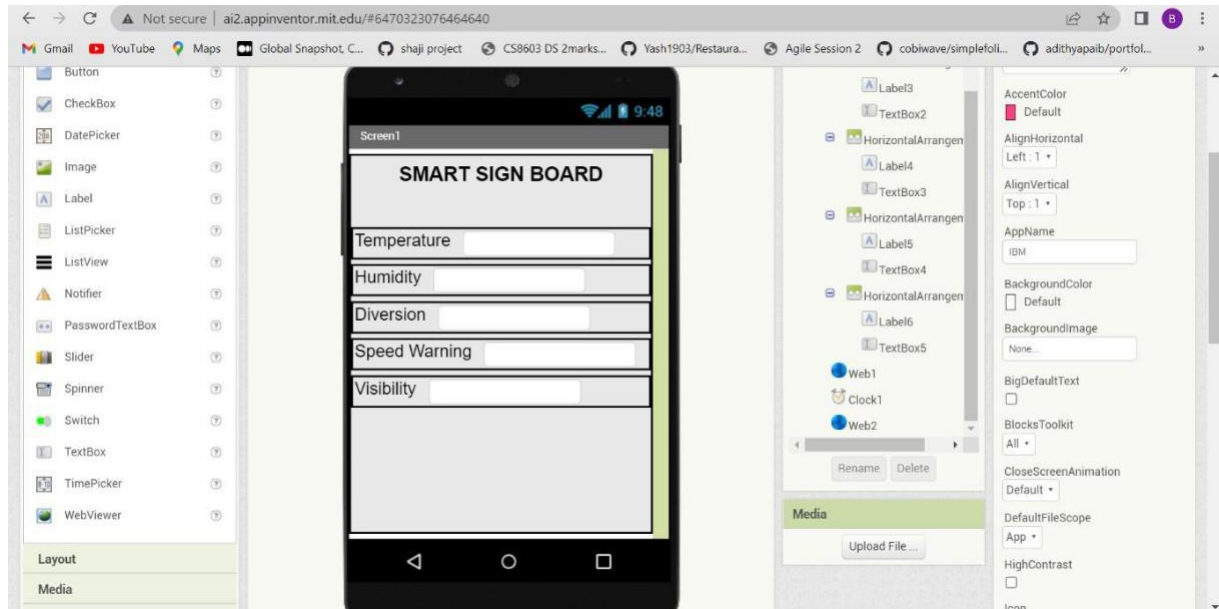 Not secure | ai2.appinventor.mit.edu/#6470323076464640
B
Gmail YouTube Maps Global Snapshot, C... shaji project CS8603 DS 2marks... Yash1903/Restaura... Agile Session 2 cobiwave/simplefoli... adithyapaib/portfol... »
Button
CheckBox
DatePicker
Image
Label
ListPicker
ListView
Notifier
PasswordTextBox
Slider
Spinner
Switch
TextBox
TimePicker
WebViewer
Layout
Media
9:48
Screen1
SMART SIGN BOARD
Temperature
Humidity
Diversion
Speed Warning
Visibility
Label3
TextBox2
HorizontalArrangen
Label4
TextBox3
HorizontalArrangen
Label5
TextBox4
HorizontalArrangen
Label6
TextBox5
Web1
Clock1
Web2
Rename Delete
Media
Upload File ...
AccentColor
Default
AlignHorizontal
Left : 1
AlignVertical
Top : 1
AppName
IBM
BackgroundColor
Default
BackgroundImage
None...
BigDefaultText
BlocksToolkit
All
CloseScreenAnimation
Default
DefaultFileScope
App
HighContrast
Icon